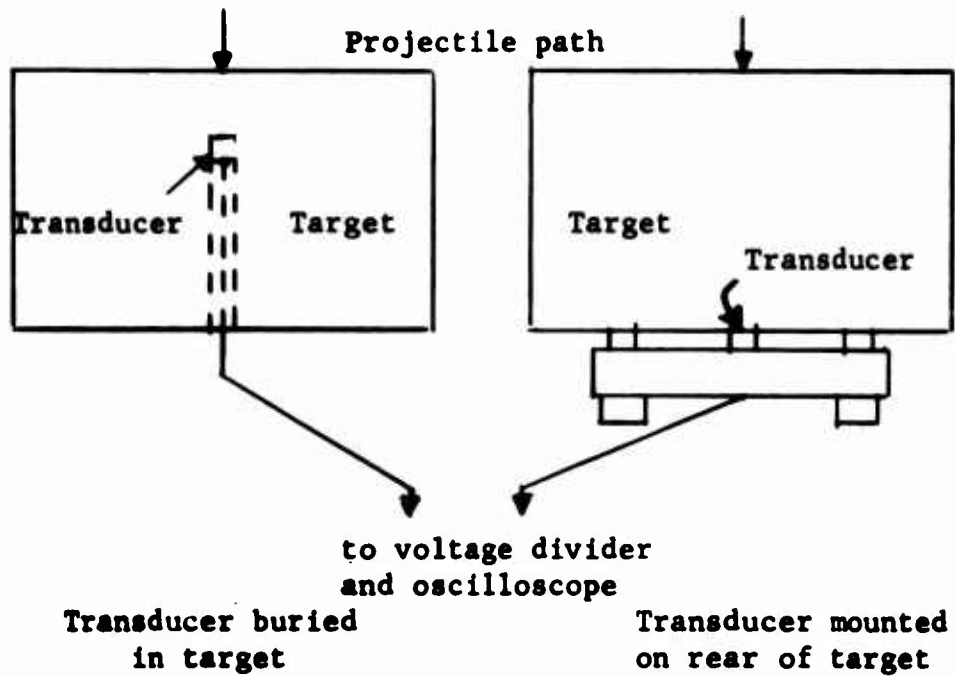 Projectile path
Transducer
Target
Target
Transducer
to voltage divider
and oscilloscope
Transducer buried
in target
Transducer mounted
on rear of target